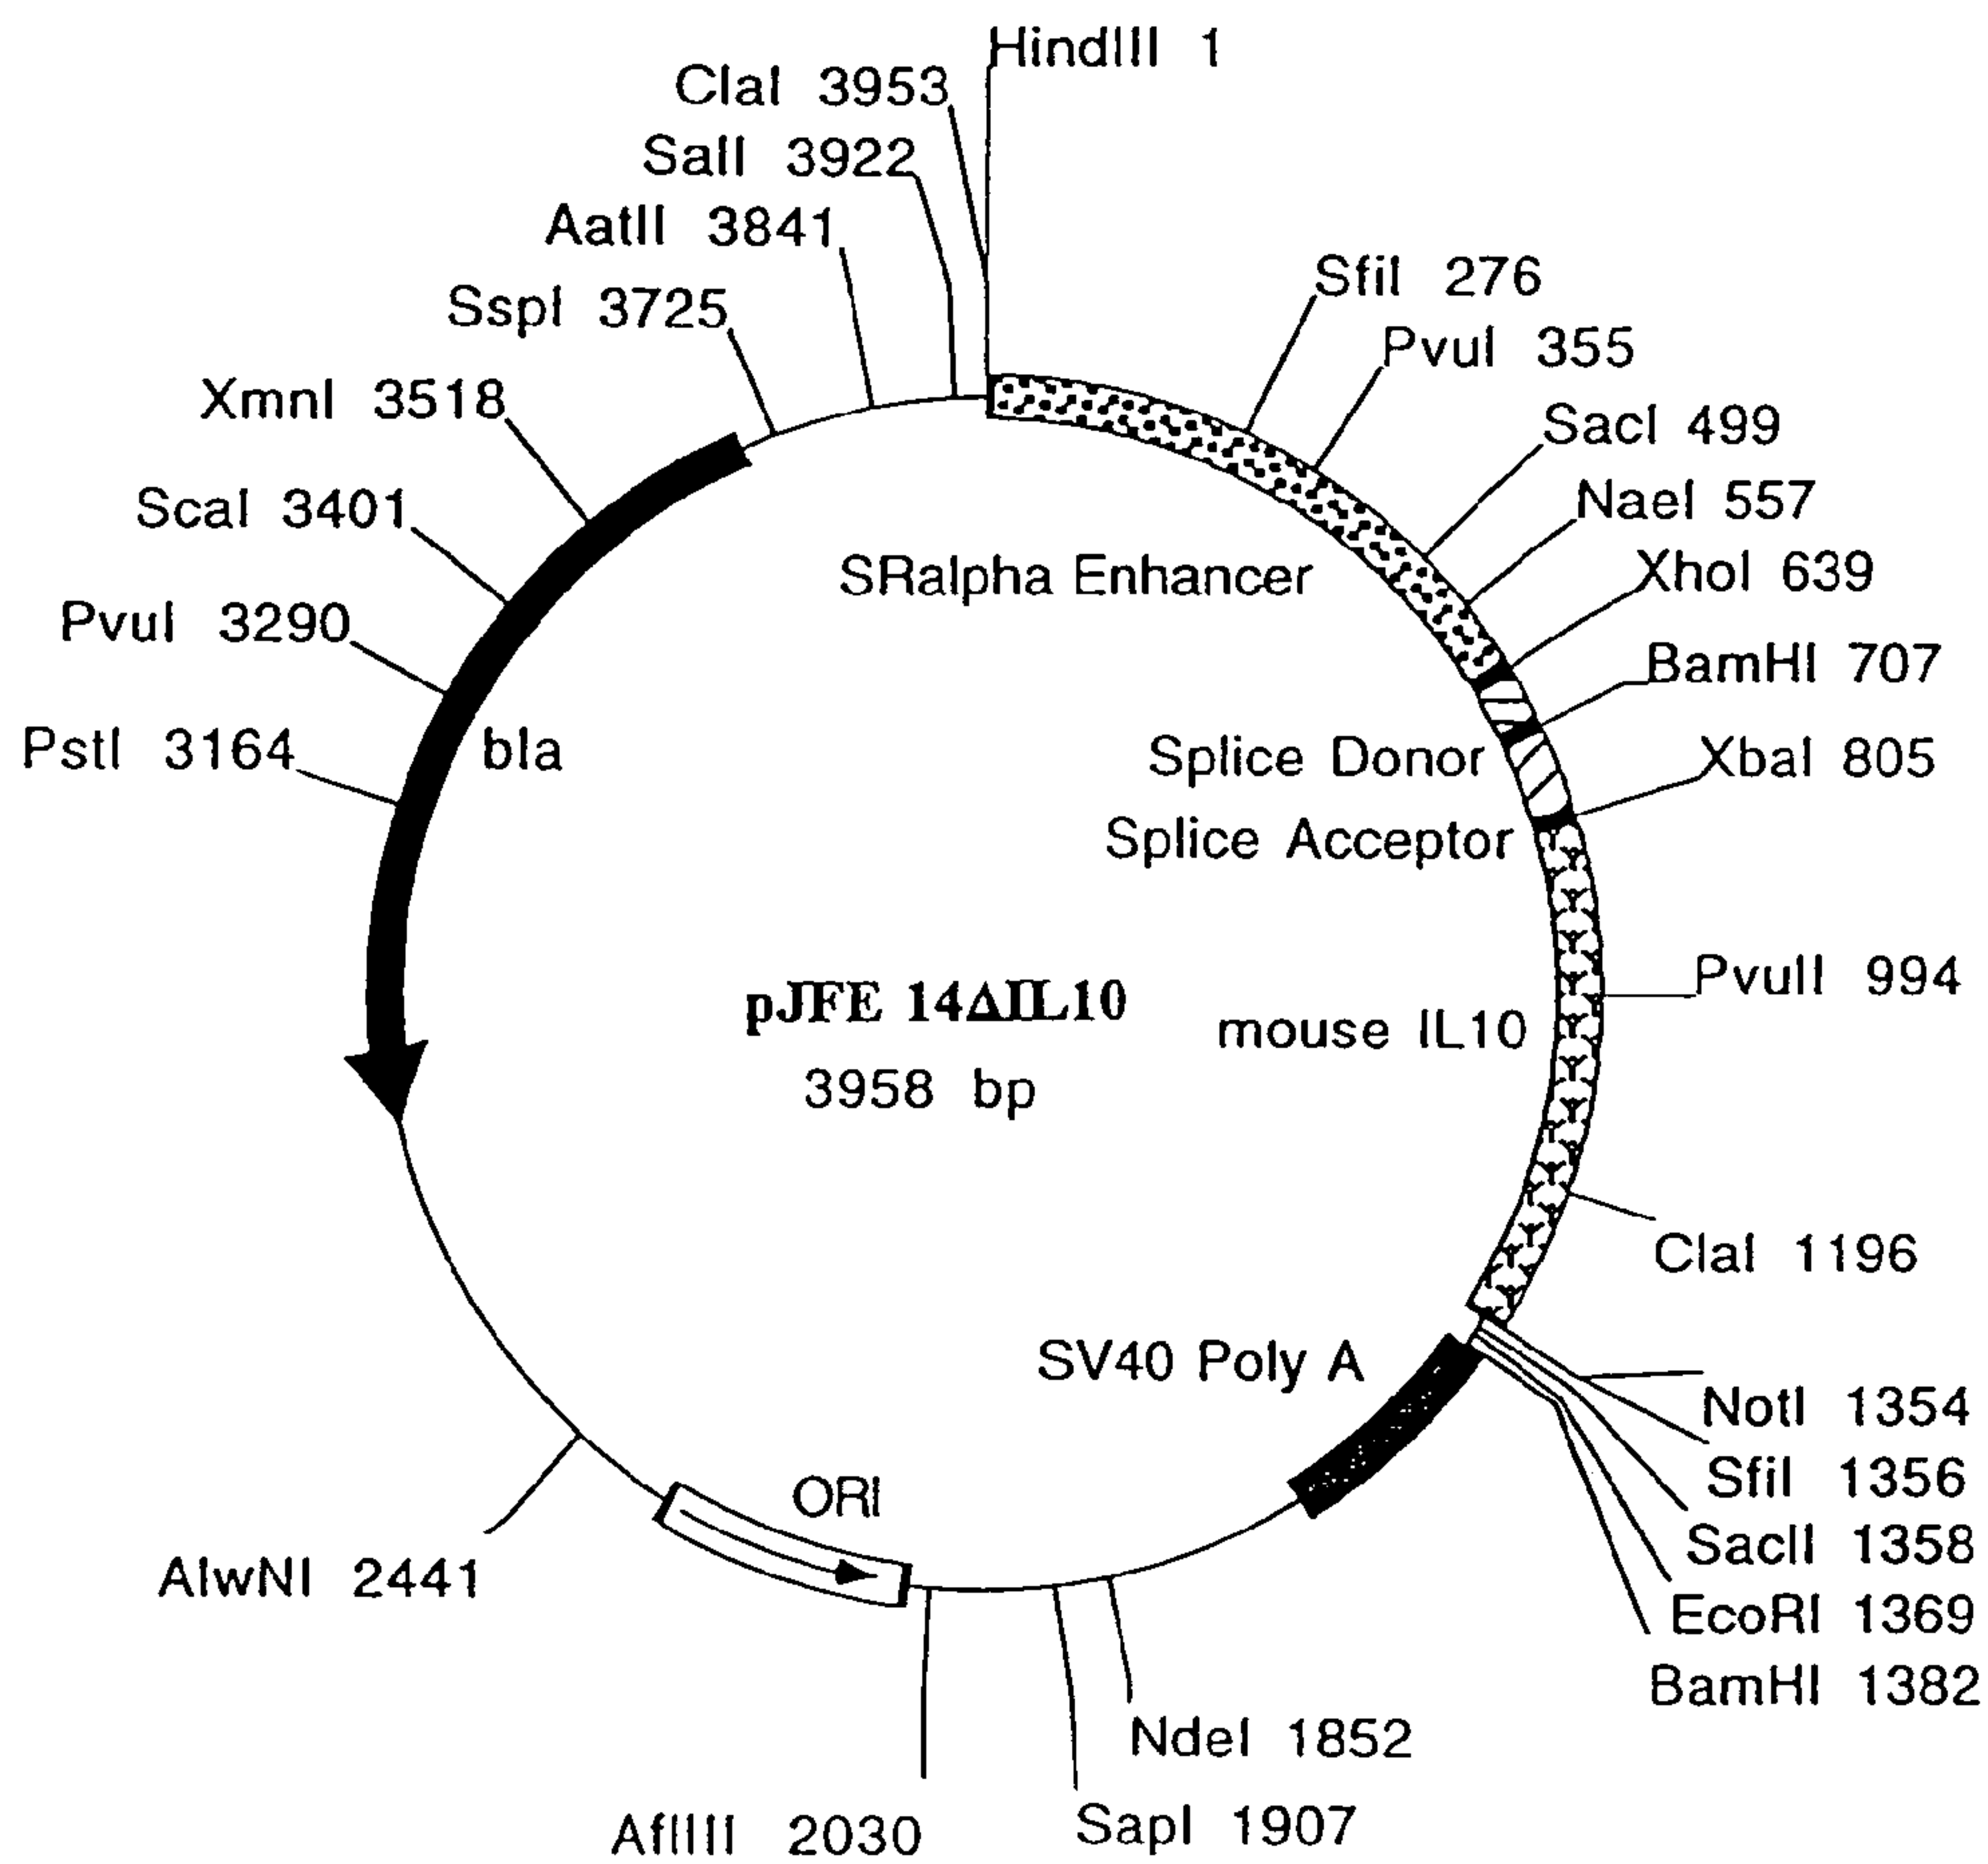 HindIII 1
ClaI 3953
SalI 3922
AatII 3841
SspI 3725
XmnI 3518
ScaI 3401
PvuI 3290
PstI 3164
SfiI 276
PvuI 355
SacI 499
NaeI 557
XhoI 639
BamHI 707
XbaI 805
PvuII 994
ClaI 1196
NotI 1354
SfiI 1356
SacII 1358
EcoRI 1369
BamHI 1382
NdeI 1852
SapI 1907
AflIII 2030
AlwNI 2441
SRalpha Enhancer
bla
Splice Donor
Splice Acceptor
pJFE 14ΔIL10
3958 bp
mouse IL10
SV40 Poly A
ORI